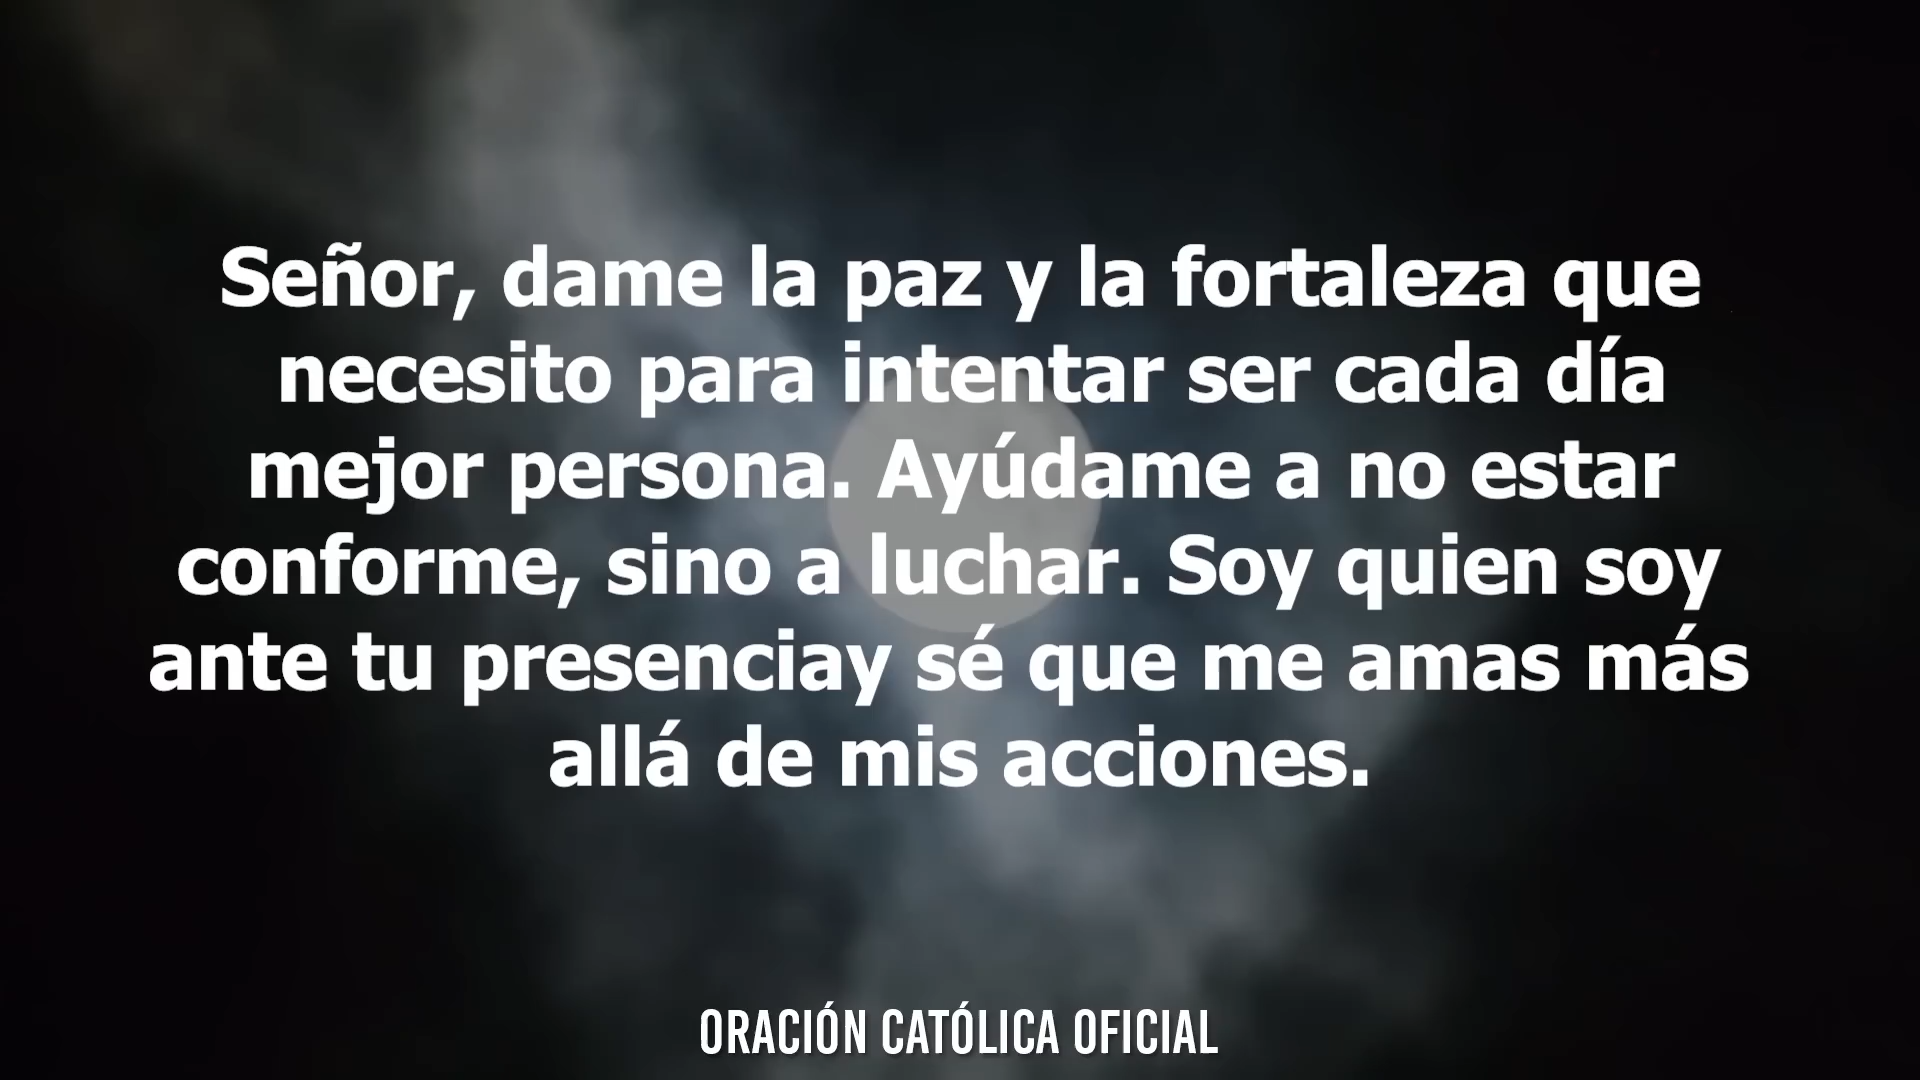 Señor, dame la paz y la fortaleza que
necesito para intentar ser cada día
mejor persona. Ayúdame a no estar
conforme, sino a luchar. Soy quien soy
ante tu presenciay sé que me amas más
allá de mis acciones.
ORACIÓN CATÓLICA OFICIAL